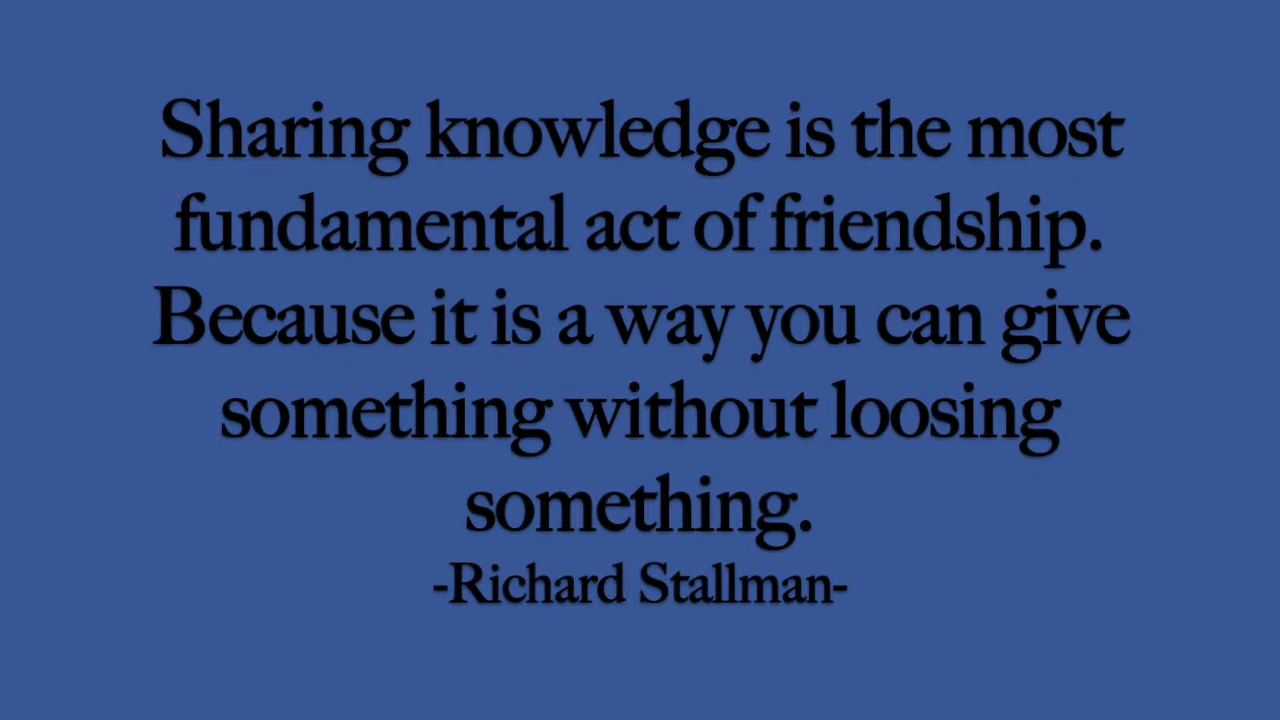 Sharing knowledge is the most
fundamental act of friendship.
Because it is a way you can give
something without loosing
something.
-Richard Stallman-